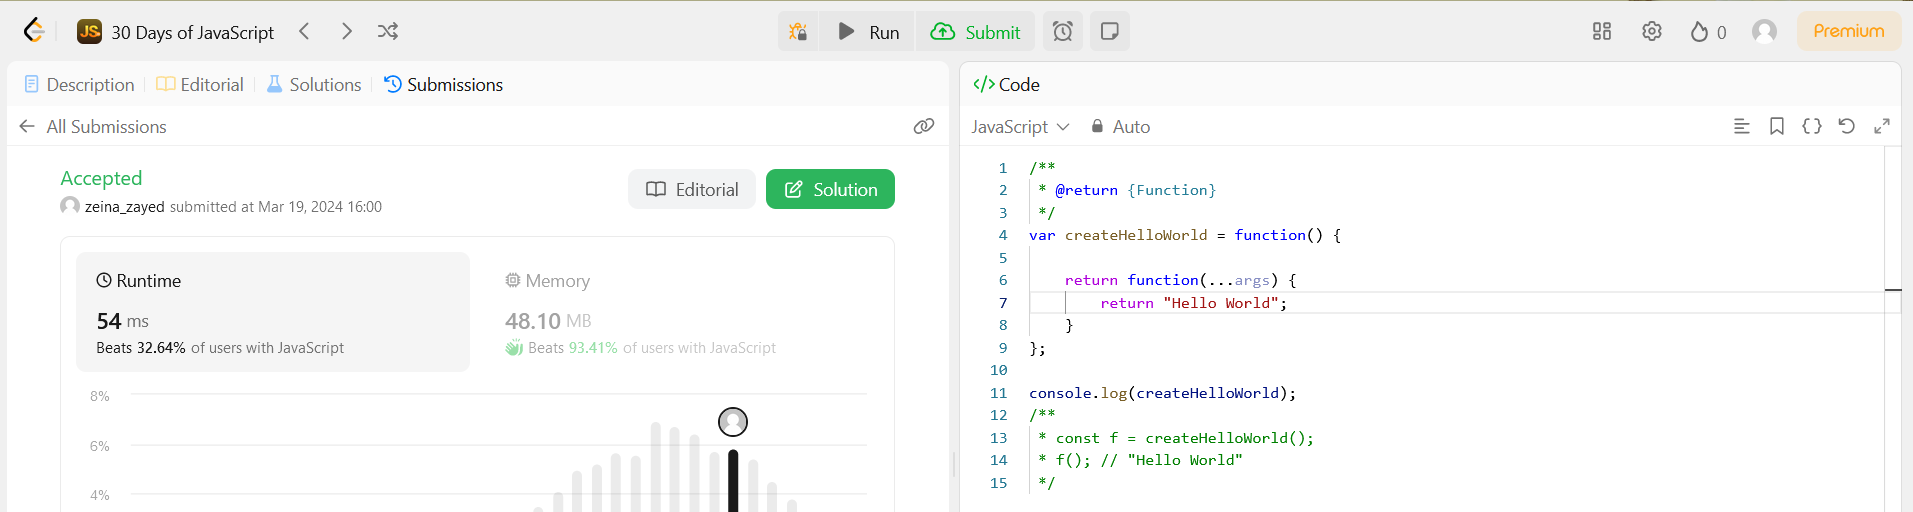 JS 30 Days of JavaScript Run Submit 0 Premium
Description Editorial Solutions Submissions
All Submissions
Accepted
zeina_zayed submitted at Mar 19, 2024 16:00
Editorial Solution
Runtime
54 ms
Beats 32.64% of users with JavaScript
Memory
48.10 MB
Beats 93.41% of users with JavaScript
8%
6%
4%
</> Code
JavaScript Auto
1 /**
2 * @return {Function}
3 */
4 var createHelloWorld = function() {
5
6 return function(...args) {
7 return "Hello World";
8 }
9 };
10
11 console.log(createHelloWorld);
12 /**
13 * const f = createHelloWorld();
14 * f(); // "Hello World"
15 */